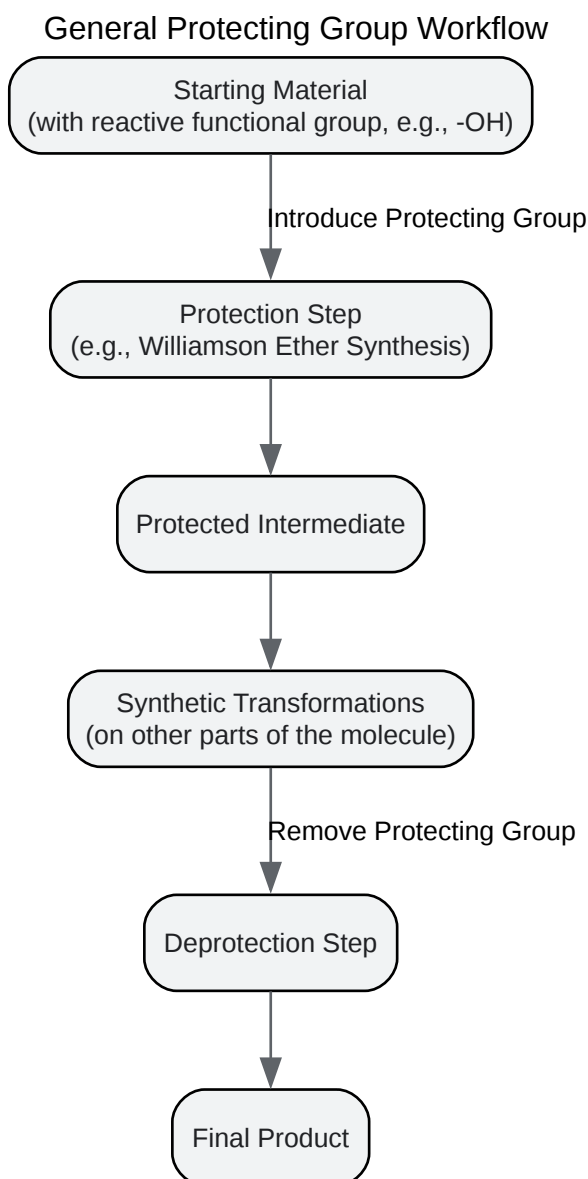 General Protecting Group Workflow
Starting Material
(with reactive functional group, e.g., -OH)
Introduce Protecting Group
Protection Step
(e.g., Williamson Ether Synthesis)
Protected Intermediate
Synthetic Transformations
(on other parts of the molecule)
Remove Protecting Group
Deprotection Step
Final Product